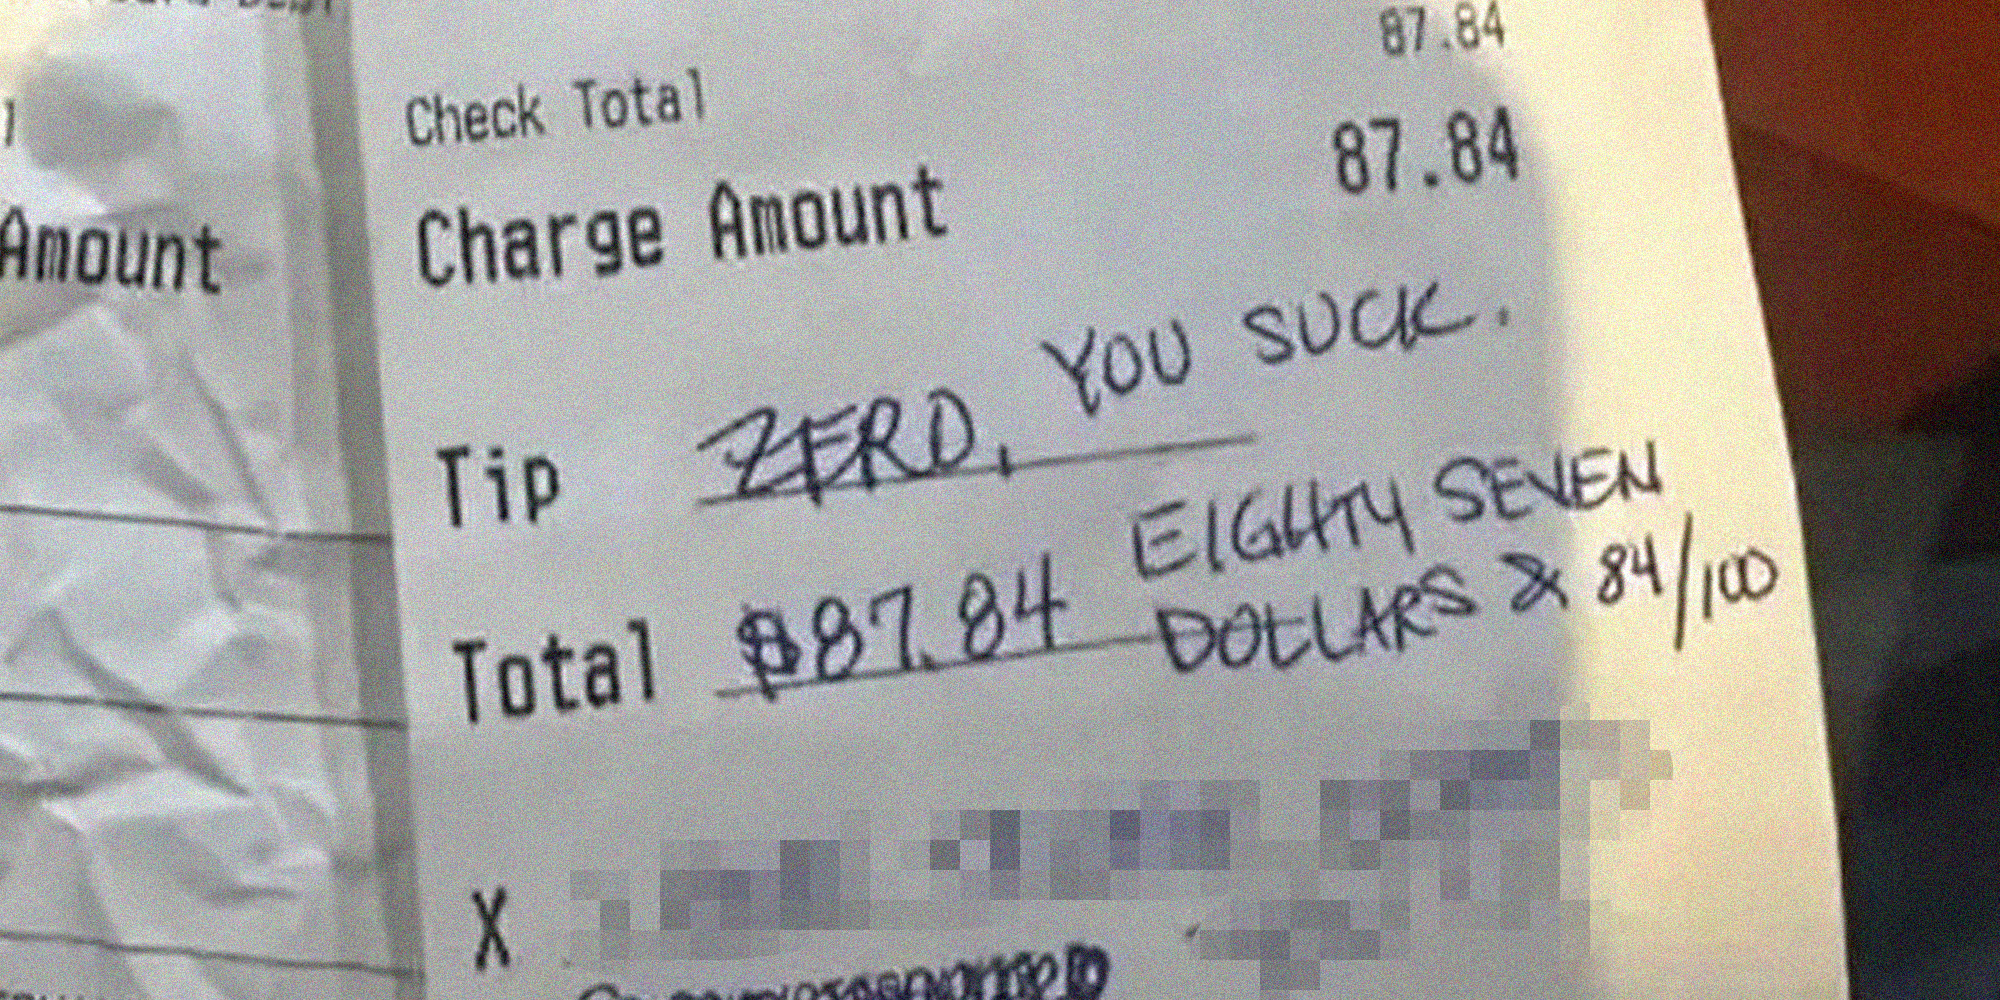 87.84
Check Total 87.84
Amount
Charge Amount
Tip ZERO, YOU SUCK.
Total $87.84 EIGHTY SEVEN
DOLLARS & 84/100
X